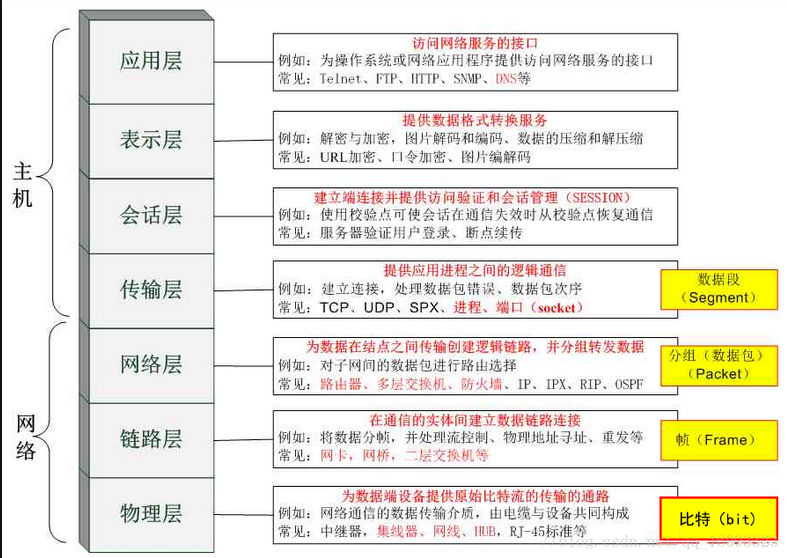 应用层
访问网络服务的接口
例如：为操作系统或网络应用程序提供访问网络服务的接口
常见：Telnet、FTP、HTTP、SNMP、DNS等
表示层
提供数据格式转换服务
例如：解密与加密，图片解码和编码、数据的压缩和解压缩
常见：URL加密、口令加密、图片编解码
主机
会话层
建立端连接并提供访问验证和会话管理（SESSION）
例如：使用校验点可使会话在通信失效时从校验点恢复通信
常见：服务器验证用户登录、断点续传
传输层
提供应用进程之间的逻辑通信
例如：建立连接，处理数据包错误、数据包次序
常见：TCP、UDP、SPX、进程、端口（socket）
数据段
（Segment）
网络层
为数据在结点之间传输创建逻辑链路，并分组转发数据
例如：对子网间的数据包进行路由选择
常见：路由器、多层交换机、防火墙、IP、IPX、RIP、OSPF
分组（数据包）
（Packet）
网络
链路层
在通信的实体间建立数据链路连接
例如：将数据分帧，并处理流控制、物理地址寻址、重发等
常见：网卡，网桥，二层交换机等
帧（Frame）
物理层
为数据端设备提供原始比特流的传输的通路
例如：网络通信的数据传输介质，由电缆与设备共同构成
常见：中继器，集线器、网线、HUB，RJ-45标准等
比特（bit）